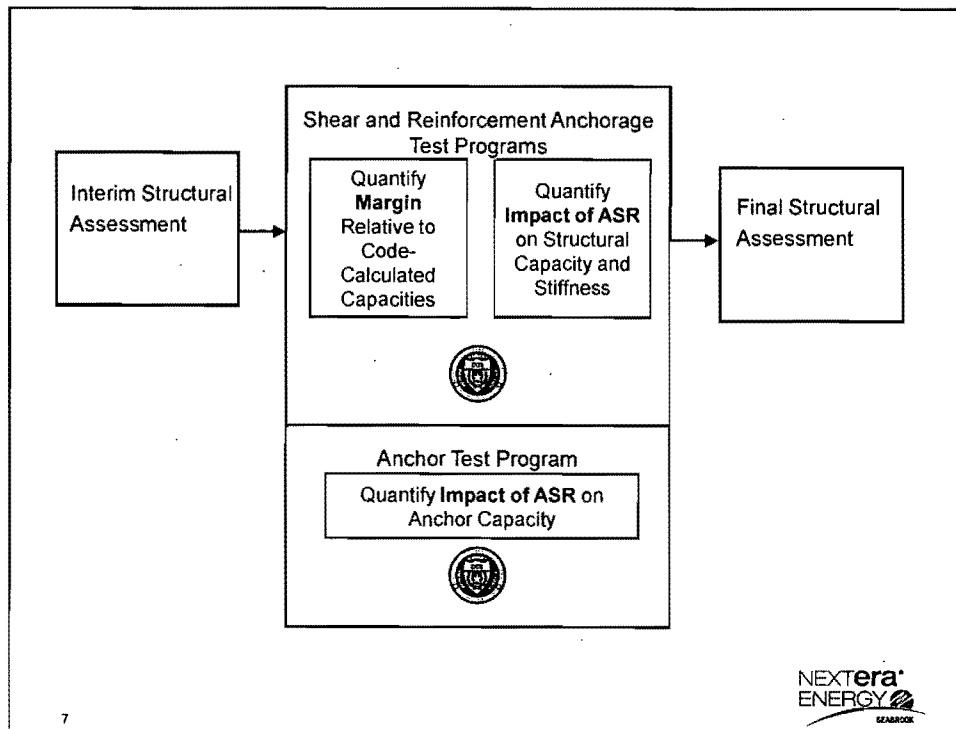 Interim Structural
Assessment
Shear and Reinforcement Anchorage
Test Programs
Quantify
Margin
Relative to
Code-
Calculated
Capacities
Quantify
Impact of ASR
on Structural
Capacity and
Stiffness
Final Structural
Assessment
Anchor Test Program
Quantify Impact of ASR on
Anchor Capacity
7
NEXTera
ENERGY
SEABROOK